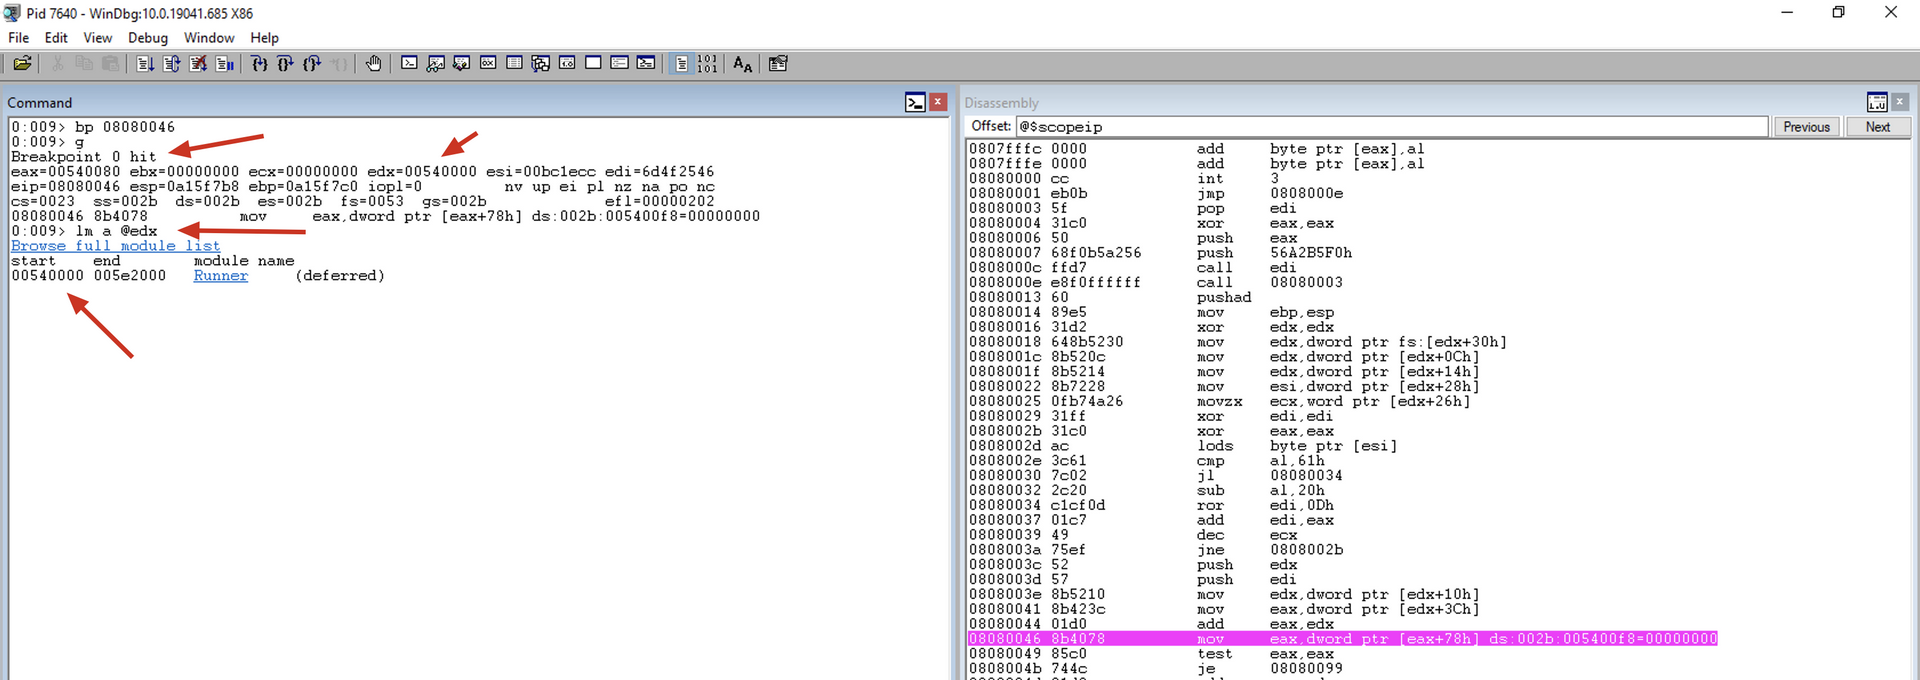 Pid 7640 - WinDbg:10.0.19041.685 X86
File Edit View Debug Window Help
Command
0:009> bp 08080046
0:009> g
Breakpoint 0 hit
eax=00540080 ebx=00000000 ecx=00000000 edx=00540000 esi=00bc1ecc edi=6d4f2546
eip=08080046 esp=0a15f7b8 ebp=0a15f7c0 iopl=0 nv up ei pl nz na po nc
cs=0023 ss=002b ds=002b es=002b fs=0053 gs=002b efl=00000202
08080046 8b4078 mov eax,dword ptr [eax+78h] ds:002b:005400f8=00000000
0:009> lm a @edx
Browse full module list
start end module name
00540000 005e2000 Runner (deferred)
Disassembly
Offset: @$scopeip Previous Next
0807fffc 0000 add byte ptr [eax],al
0807fffe 0000 add byte ptr [eax],al
08080000 cc int 3
08080001 eb0b jmp 0808000e
08080003 5f pop edi
08080004 31c0 xor eax,eax
08080006 50 push eax
08080007 68f0b5a256 push 56A2B5F0h
0808000c ffd7 call edi
0808000e e8f0ffffff call 08080003
08080013 60 pushad
08080014 89e5 mov ebp,esp
08080016 31d2 xor edx,edx
08080018 648b5230 mov edx,dword ptr fs:[edx+30h]
0808001c 8b520c mov edx,dword ptr [edx+0Ch]
0808001f 8b5214 mov edx,dword ptr [edx+14h]
08080022 8b7228 mov esi,dword ptr [edx+28h]
08080025 0fb74a26 movzx ecx,word ptr [edx+26h]
08080029 31ff xor edi,edi
0808002b 31c0 xor eax,eax
0808002d ac lods byte ptr [esi]
0808002e 3c61 cmp al,61h
08080030 7c02 jl 08080034
08080032 2c20 sub al,20h
08080034 c1cf0d ror edi,0Dh
08080037 01c7 add edi,eax
08080039 49 dec ecx
0808003a 75ef jne 0808002b
0808003c 52 push edx
0808003d 57 push edi
0808003e 8b5210 mov edx,dword ptr [edx+10h]
08080041 8b423c mov eax,dword ptr [edx+3Ch]
08080044 01d0 add eax,edx
08080046 8b4078 mov eax,dword ptr [eax+78h] ds:002b:005400f8=00000000
08080049 85c0 test eax,eax
0808004b 744c je 08080099